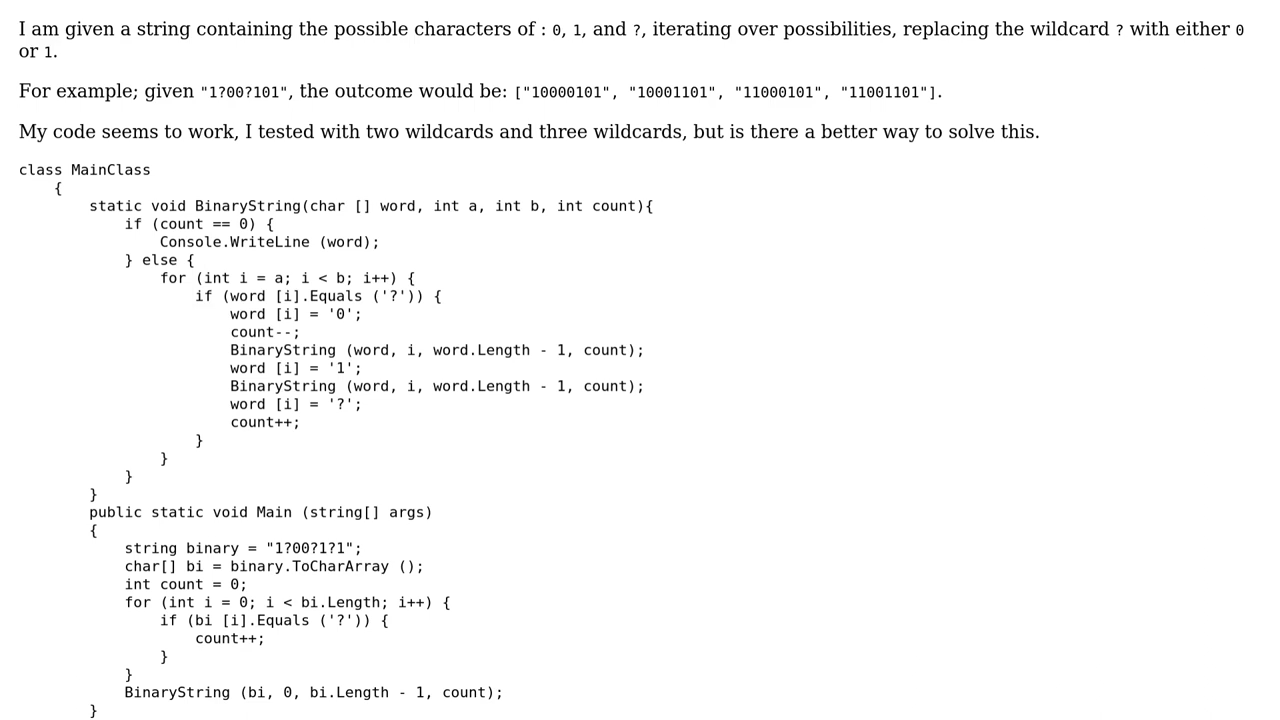 I am given a string containing the possible characters of : 0, 1, and ?, iterating over possibilities, replacing the wildcard ? with either 0
or 1.
For example; given "1?00?101", the outcome would be: ["10000101", "10001101", "11000101", "11001101"].
My code seems to work, I tested with two wildcards and three wildcards, but is there a better way to solve this.
class MainClass
    {
        static void BinaryString(char [] word, int a, int b, int count){
            if (count == 0) {
                Console.WriteLine (word);
            } else {
                for (int i = a; i < b; i++) {
                    if (word [i].Equals ('?')) {
                        word [i] = '0';
                        count--;
                        BinaryString (word, i, word.Length - 1, count);
                        word [i] = '1';
                        BinaryString (word, i, word.Length - 1, count);
                        word [i] = '?';
                        count++;
                    }
                }
            }
        }
        public static void Main (string[] args)
        {
            string binary = "1?00?1?1";
            char[] bi = binary.ToCharArray ();
            int count = 0;
            for (int i = 0; i < bi.Length; i++) {
                if (bi [i].Equals ('?')) {
                    count++;
                }
            }
            BinaryString (bi, 0, bi.Length - 1, count);
        }